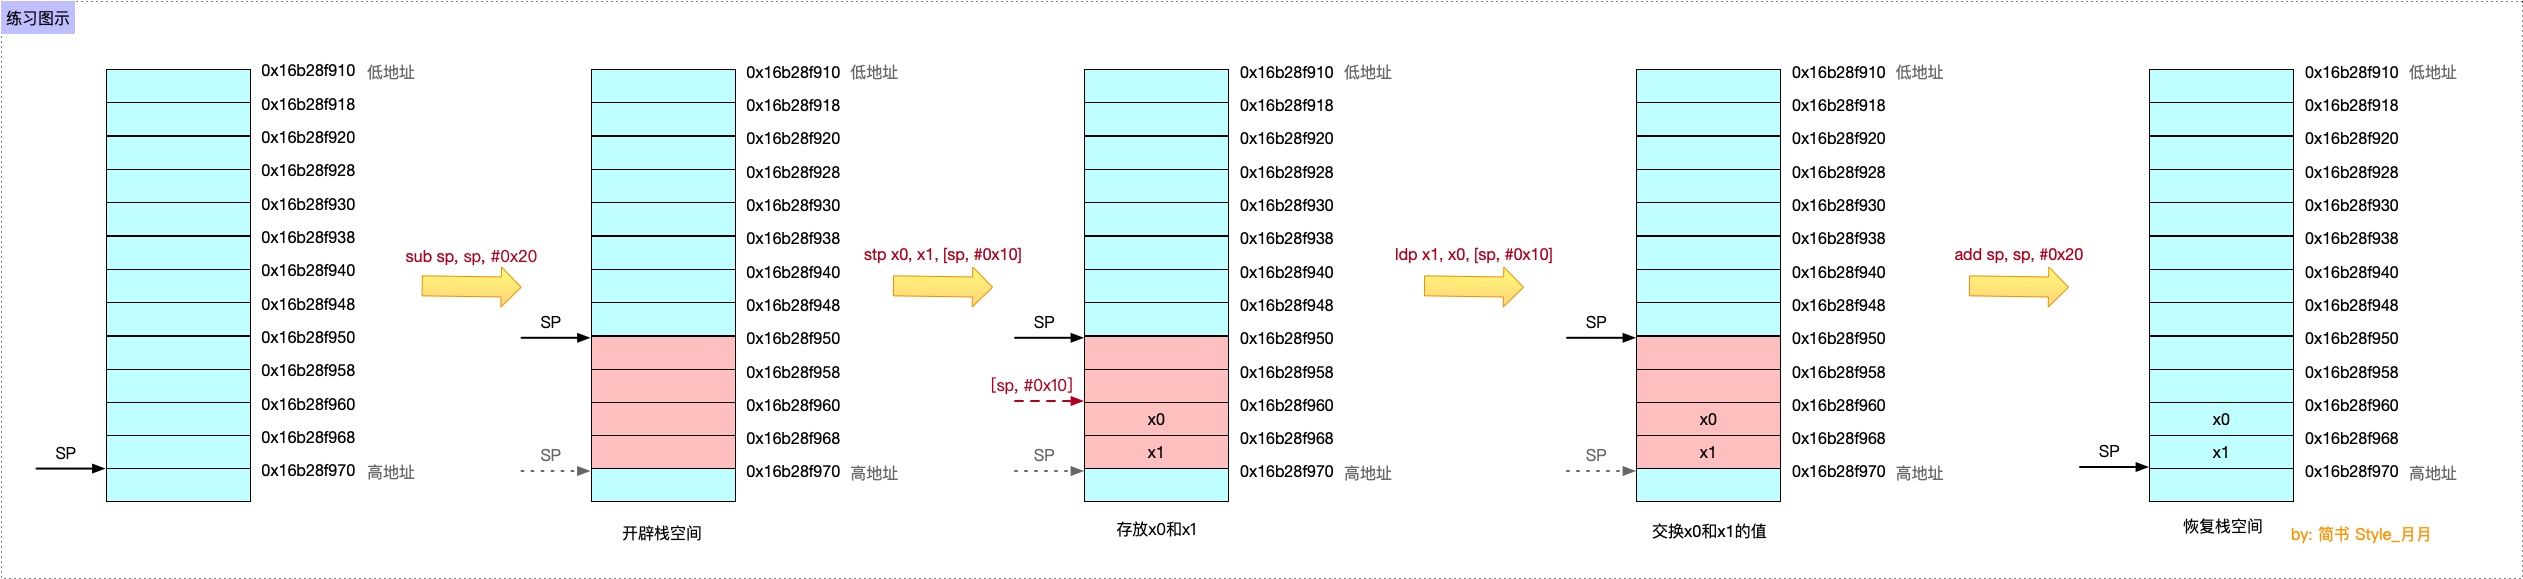 练习图示
0x16b28f910 低地址
0x16b28f918
0x16b28f920
0x16b28f928
0x16b28f930
0x16b28f938
0x16b28f940
0x16b28f948
0x16b28f950
0x16b28f958
0x16b28f960
0x16b28f968
SP
0x16b28f970 高地址
sub sp, sp, #0x20
0x16b28f910 低地址
0x16b28f918
0x16b28f920
0x16b28f928
0x16b28f930
0x16b28f938
0x16b28f940
0x16b28f948
SP
0x16b28f950
0x16b28f958
0x16b28f960
0x16b28f968
SP
0x16b28f970 高地址
开辟栈空间
stp x0, x1, [sp, #0x10]
0x16b28f910 低地址
0x16b28f918
0x16b28f920
0x16b28f928
0x16b28f930
0x16b28f938
0x16b28f940
0x16b28f948
SP
0x16b28f950
0x16b28f958
[sp, #0x10]
0x16b28f960
x0
0x16b28f968
SP
x1
0x16b28f970 高地址
存放x0和x1
ldp x1, x0, [sp, #0x10]
0x16b28f910 低地址
0x16b28f918
0x16b28f920
0x16b28f928
0x16b28f930
0x16b28f938
0x16b28f940
0x16b28f948
SP
0x16b28f950
0x16b28f958
0x16b28f960
x0
0x16b28f968
SP
x1
0x16b28f970 高地址
交换x0和x1的值
add sp, sp, #0x20
0x16b28f910 低地址
0x16b28f918
0x16b28f920
0x16b28f928
0x16b28f930
0x16b28f938
0x16b28f940
0x16b28f948
0x16b28f950
0x16b28f958
0x16b28f960
x0
0x16b28f968
SP
x1
0x16b28f970 高地址
恢复栈空间
by: 简书 Style_月月